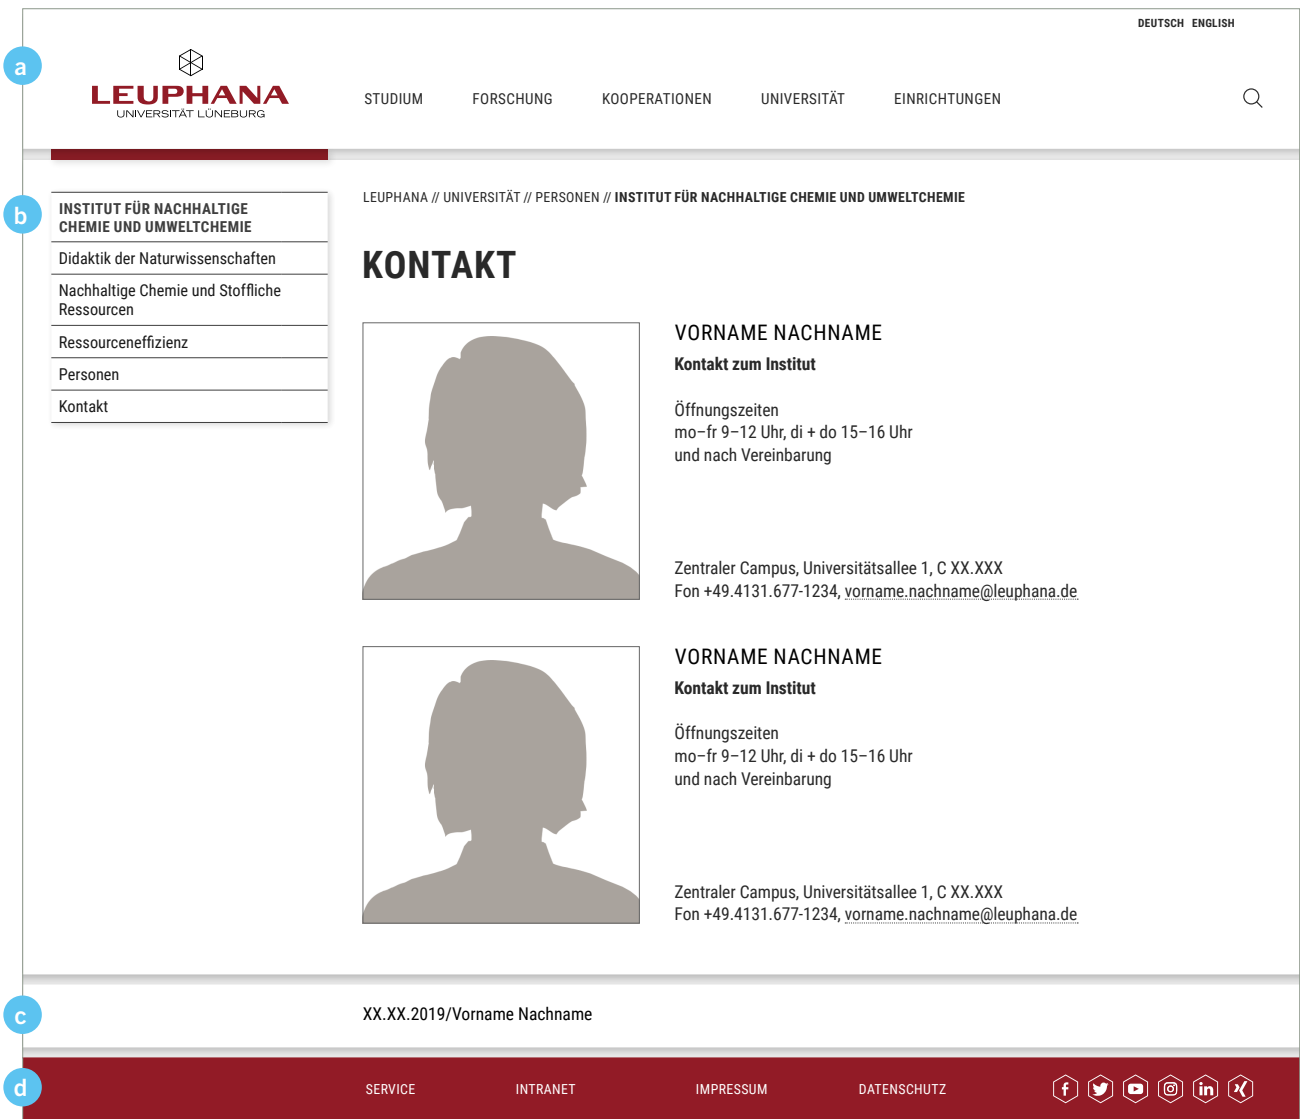 DEUTSCH ENGLISH
a
LEUPHANA
UNIVERSITÄT LÜNEBURG
STUDIUM FORSCHUNG KOOPERATIONEN UNIVERSITÄT EINRICHTUNGEN
b
INSTITUT FÜR NACHHALTIGE
CHEMIE UND UMWELTCHEMIE
Didaktik der Naturwissenschaften
Nachhaltige Chemie und Stoffliche
Ressourcen
Ressourceneffizienz
Personen
Kontakt
LEUPHANA // UNIVERSITÄT // PERSONEN // INSTITUT FÜR NACHHALTIGE CHEMIE UND UMWELTCHEMIE
KONTAKT
VORNAME NACHNAME
Kontakt zum Institut
Öffnungszeiten
mo–fr 9–12 Uhr, di + do 15–16 Uhr
und nach Vereinbarung
Zentraler Campus, Universitätsallee 1, C XX.XXX
Fon +49.4131.677-1234, vorname.nachname@leuphana.de
VORNAME NACHNAME
Kontakt zum Institut
Öffnungszeiten
mo–fr 9–12 Uhr, di + do 15–16 Uhr
und nach Vereinbarung
Zentraler Campus, Universitätsallee 1, C XX.XXX
Fon +49.4131.677-1234, vorname.nachname@leuphana.de
c
XX.XX.2019/Vorname Nachname
d
SERVICE INTRANET IMPRESSUM DATENSCHUTZ